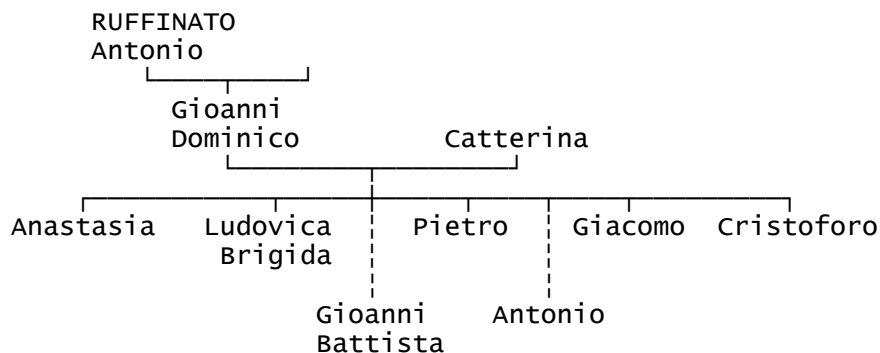 RUFFINATO
Antonio
Gioanni
Dominico Catterina
Anastasia Ludovica Pietro Giacomo Cristoforo
Brigida
Gioanni Antonio
Battista